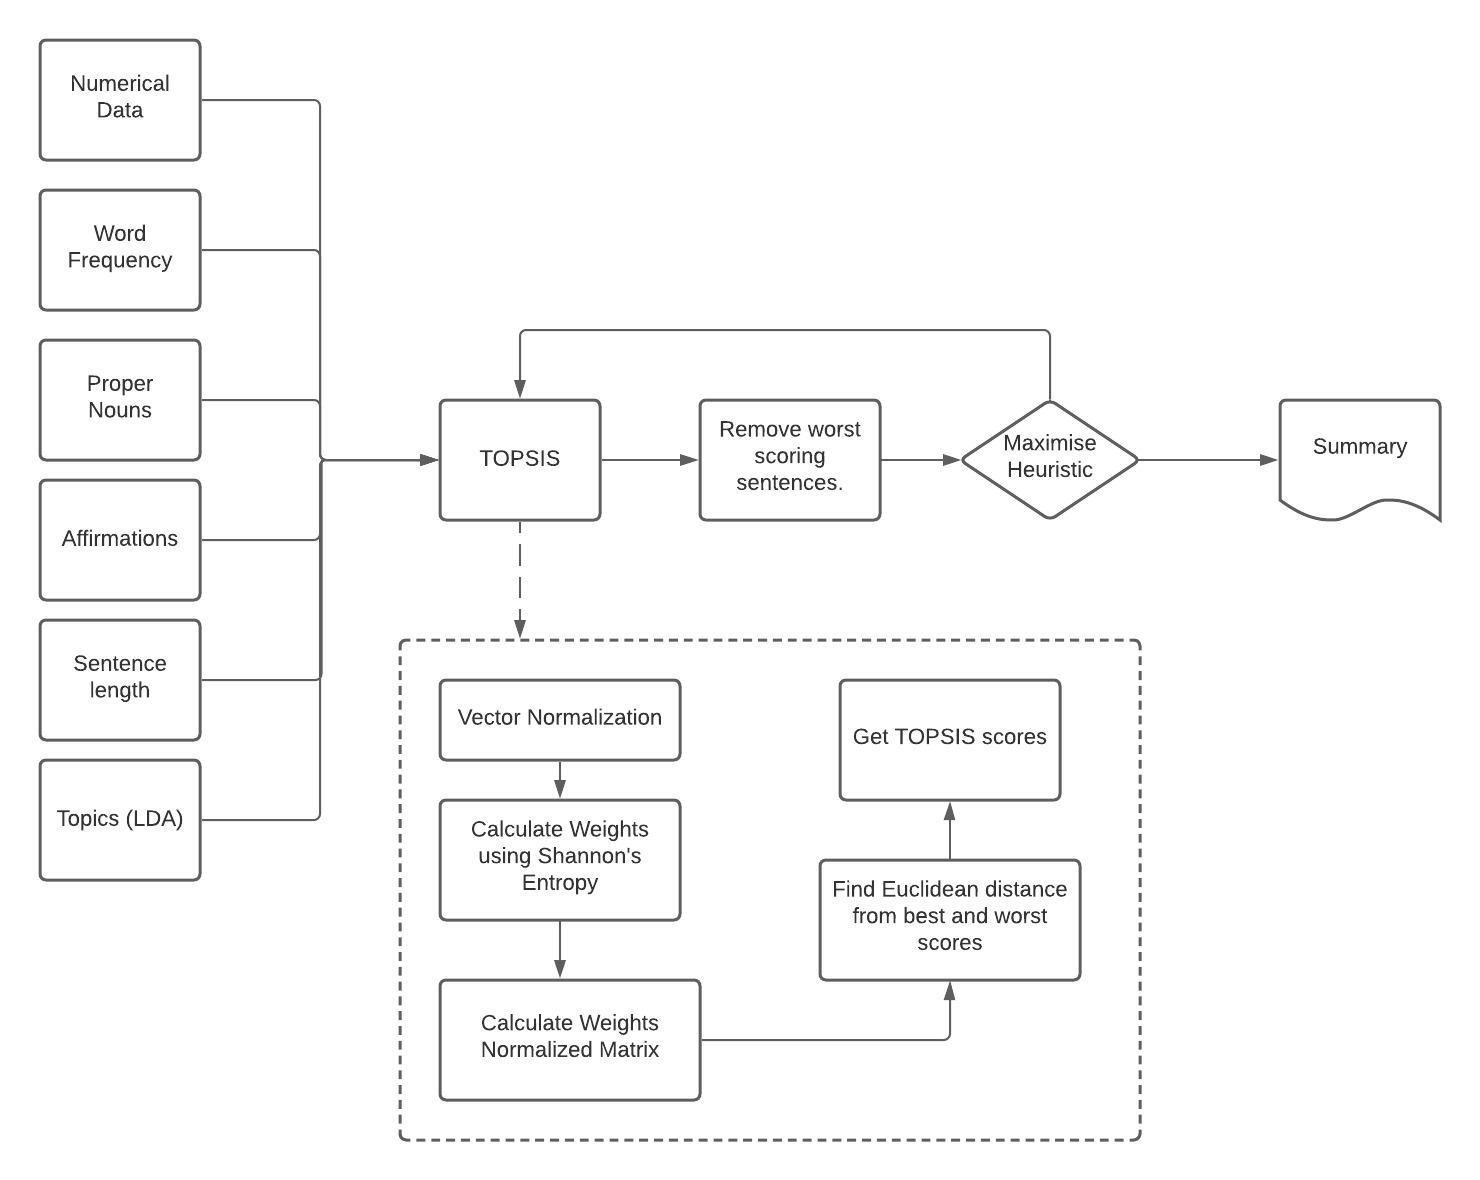 Numerical
Data
Word
Frequency
Proper
Nouns
Affirmations
Sentence
length
Topics (LDA)
TOPSIS
Remove worst
scoring
sentences.
Maximise
Heuristic
Summary
Vector Normalization
Calculate Weights
using Shannon's
Entropy
Calculate Weights
Normalized Matrix
Find Euclidean distance
from best and worst
scores
Get TOPSIS scores